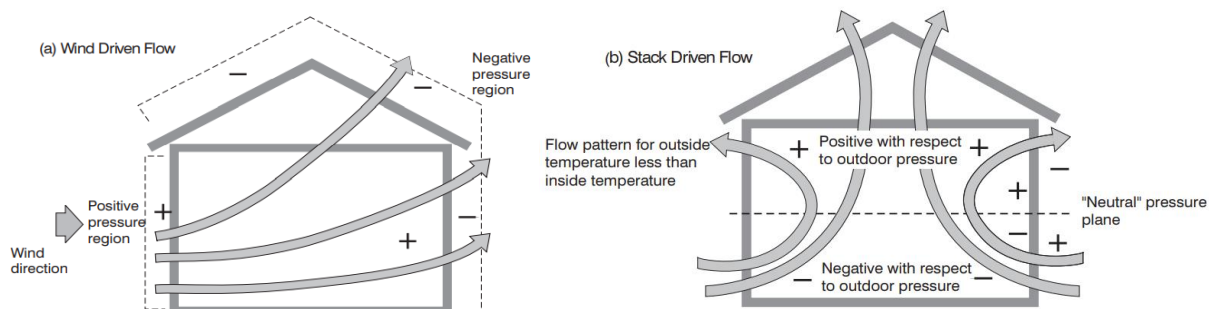 (a) Wind Driven Flow
−
−
Negative
pressure
region
+
Positive
pressure
region
−
+
Wind
direction
(b) Stack Driven Flow
Flow pattern for outside
temperature less than
inside temperature
+
Positive with respect
to outdoor pressure
+
−
+
"Neutral" pressure
plane
−
+
−
Negative with respect
to outdoor pressure
−